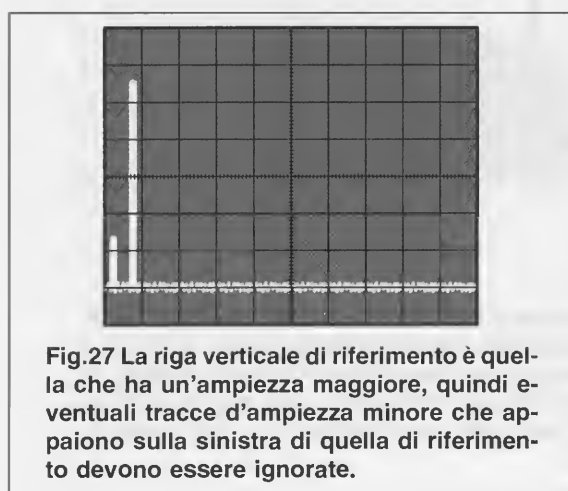 Fig.27 La riga verticale di riferimento è quel-
la che ha un'ampiezza maggiore, quindi e-
ventuali tracce d'ampiezza minore che ap-
paiono sulla sinistra di quella di riferimen-
to devono essere ignorate.